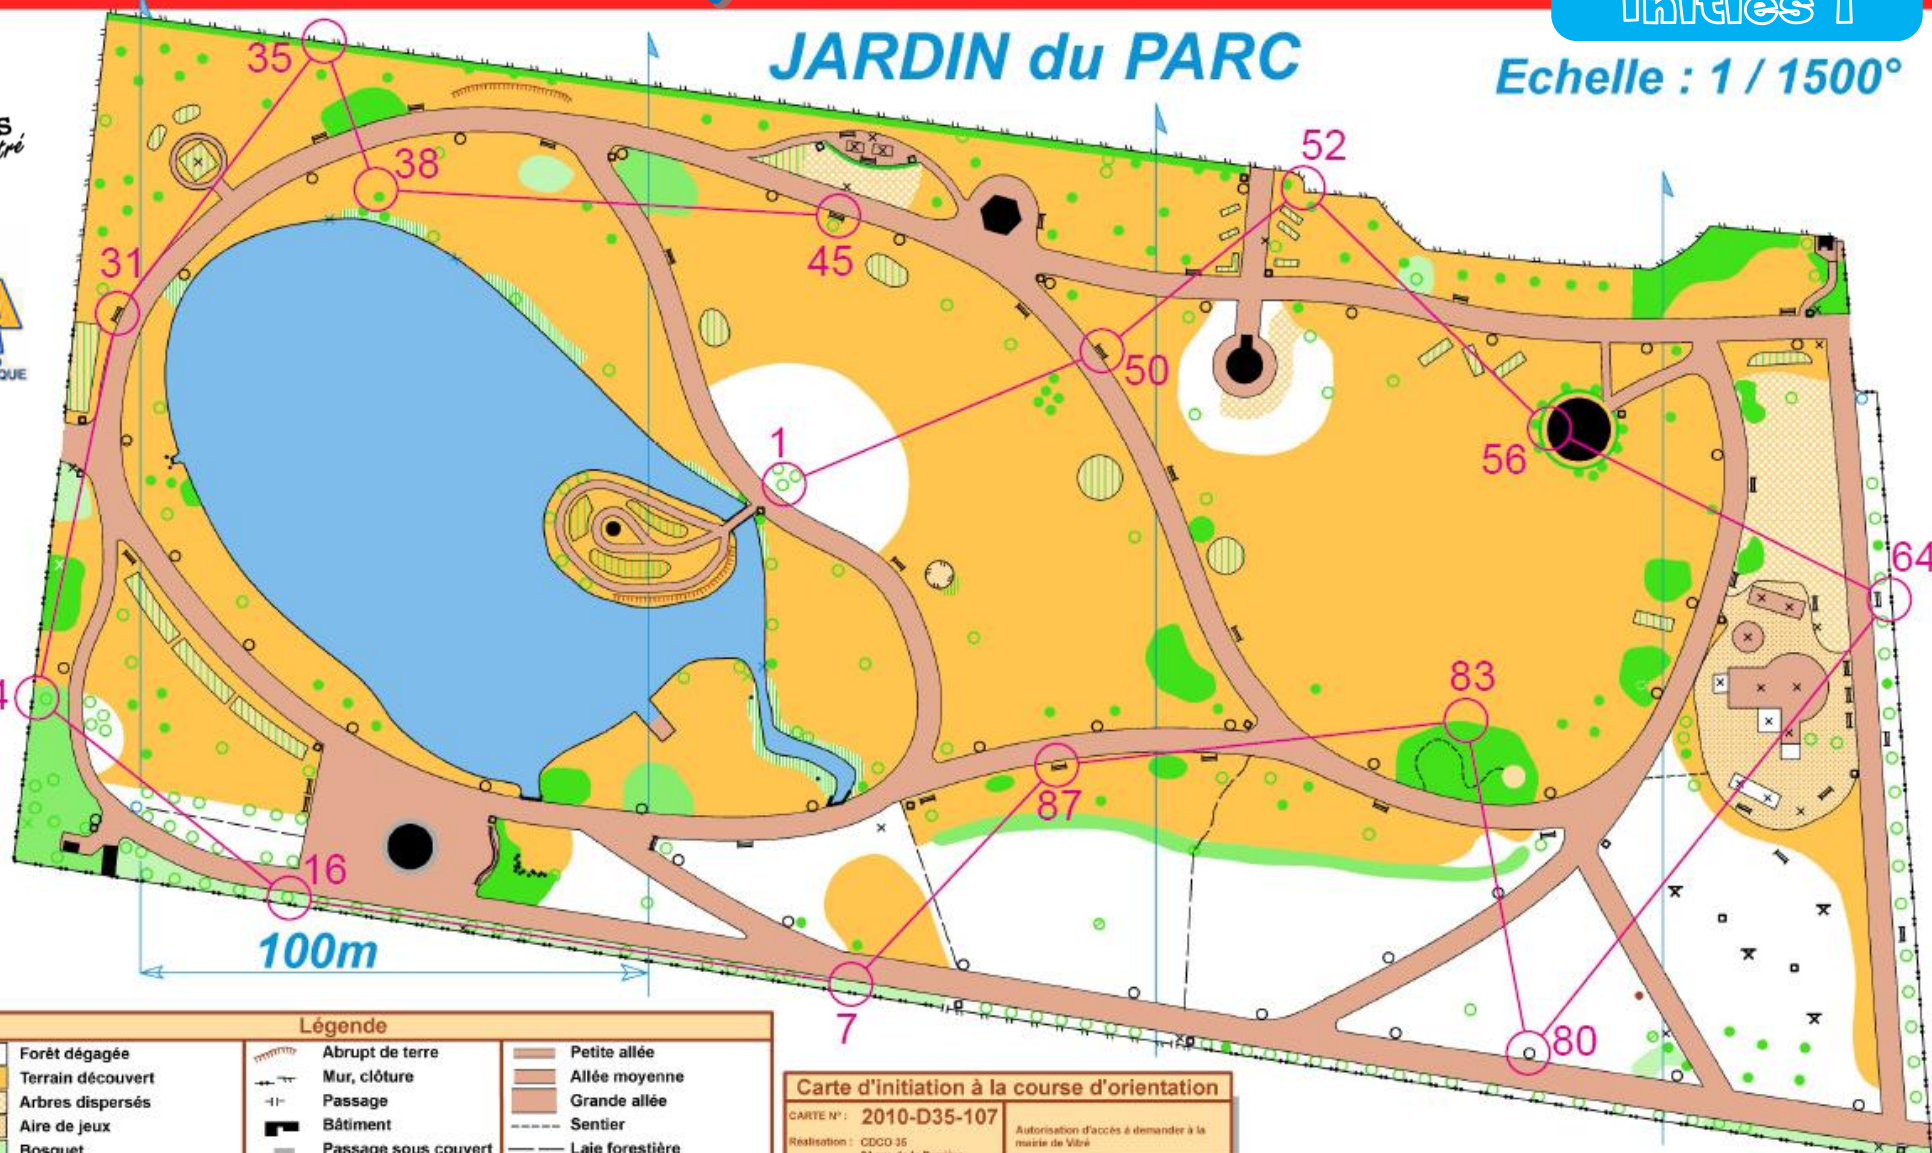 initiés 1
JARDIN du PARC
Echelle : 1 / 1500°
35
52
38
31
45
50
1
56
64
4
83
87
16
100m
7
80
QUE
Légende
Forêt dégagée
Terrain découvert
Arbres dispersés
Aire de jeux
Bosquet
Abrupt de terre
Mur, clôture
Passage
Bâtiment
Passage sous couvert
Petite allée
Allée moyenne
Grande allée
Sentier
Laie forestière
Carte d'initiation à la course d'orientation
CARTE N° : 2010-D35-107
Réalisation : CDCO 35
Autorisation d'accès à demander à la
mairie de Vitré